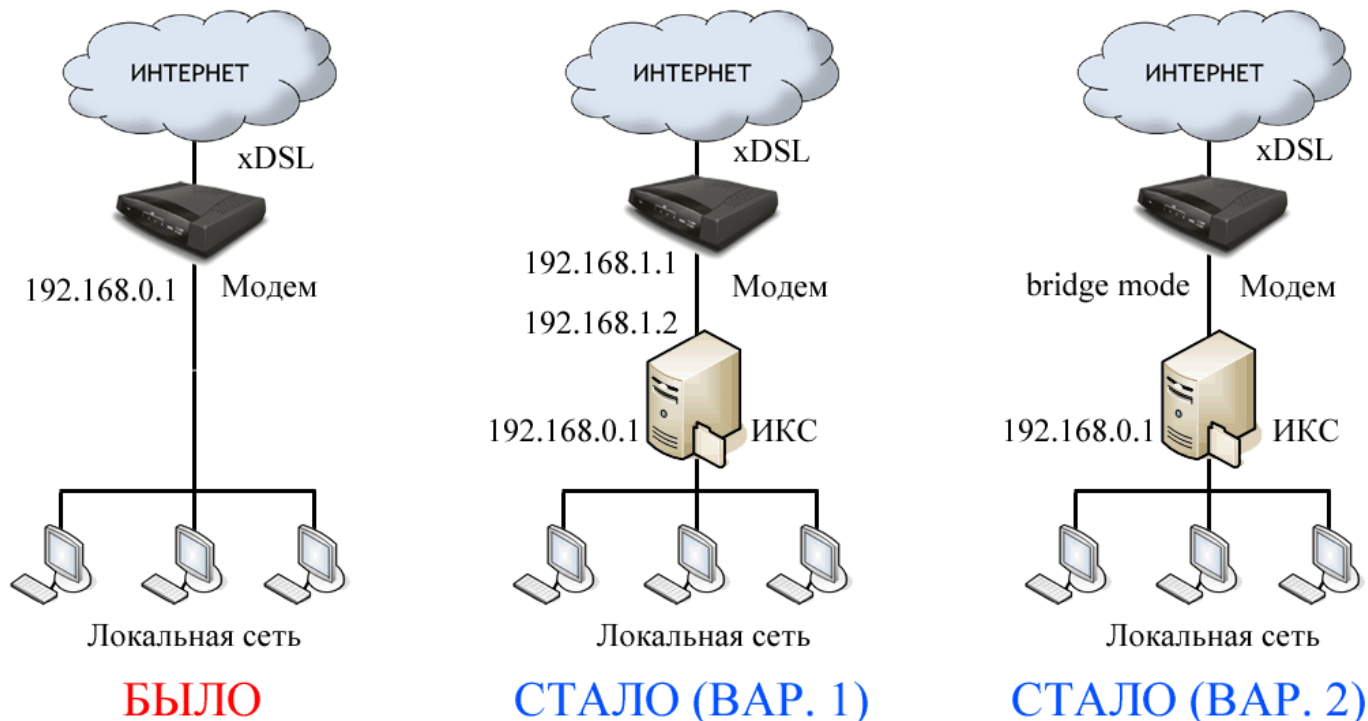 ИНТЕРНЕТ
xDSL
192.168.0.1
Модем
Локальная сеть
БЫЛО
ИНТЕРНЕТ
xDSL
192.168.1.1
Модем
192.168.1.2
192.168.0.1
ИКС
Локальная сеть
СТАЛО (ВАР. 1)
ИНТЕРНЕТ
xDSL
bridge mode
Модем
192.168.0.1
ИКС
Локальная сеть
СТАЛО (ВАР. 2)